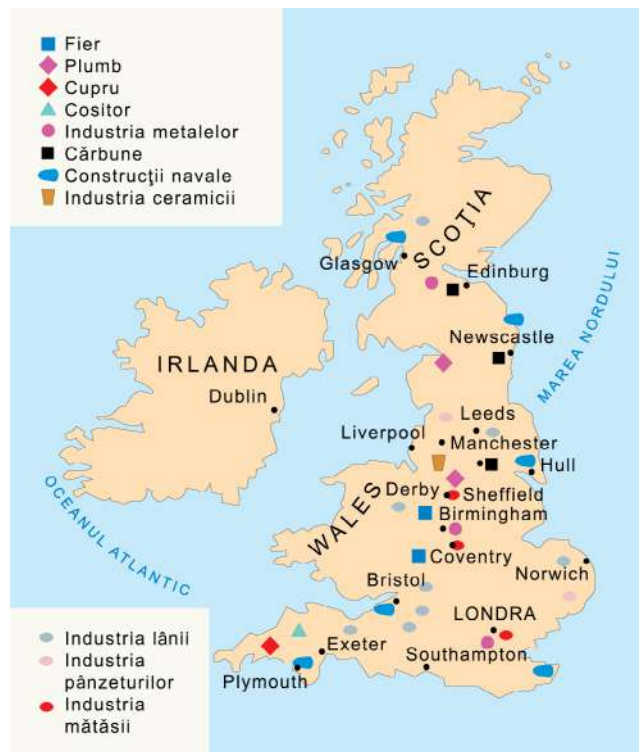 Fier
Plumb
Cupru
Cositor
Industria metalelor
Cărbune
Construcţii navale
Industria ceramicii
SCOŢIA
Glasgow
Edinburg
Newscastle
MAREA NORDULUI
IRLANDA
Dublin
Leeds
Liverpool
Manchester
Hull
Derby
Sheffield
WALES
Birmingham
OCEANUL ATLANTIC
Coventry
Norwich
Bristol
LONDRA
Exeter
Southampton
Plymouth
Industria lânii
Industria
pânzeturilor
Industria
mătăsii